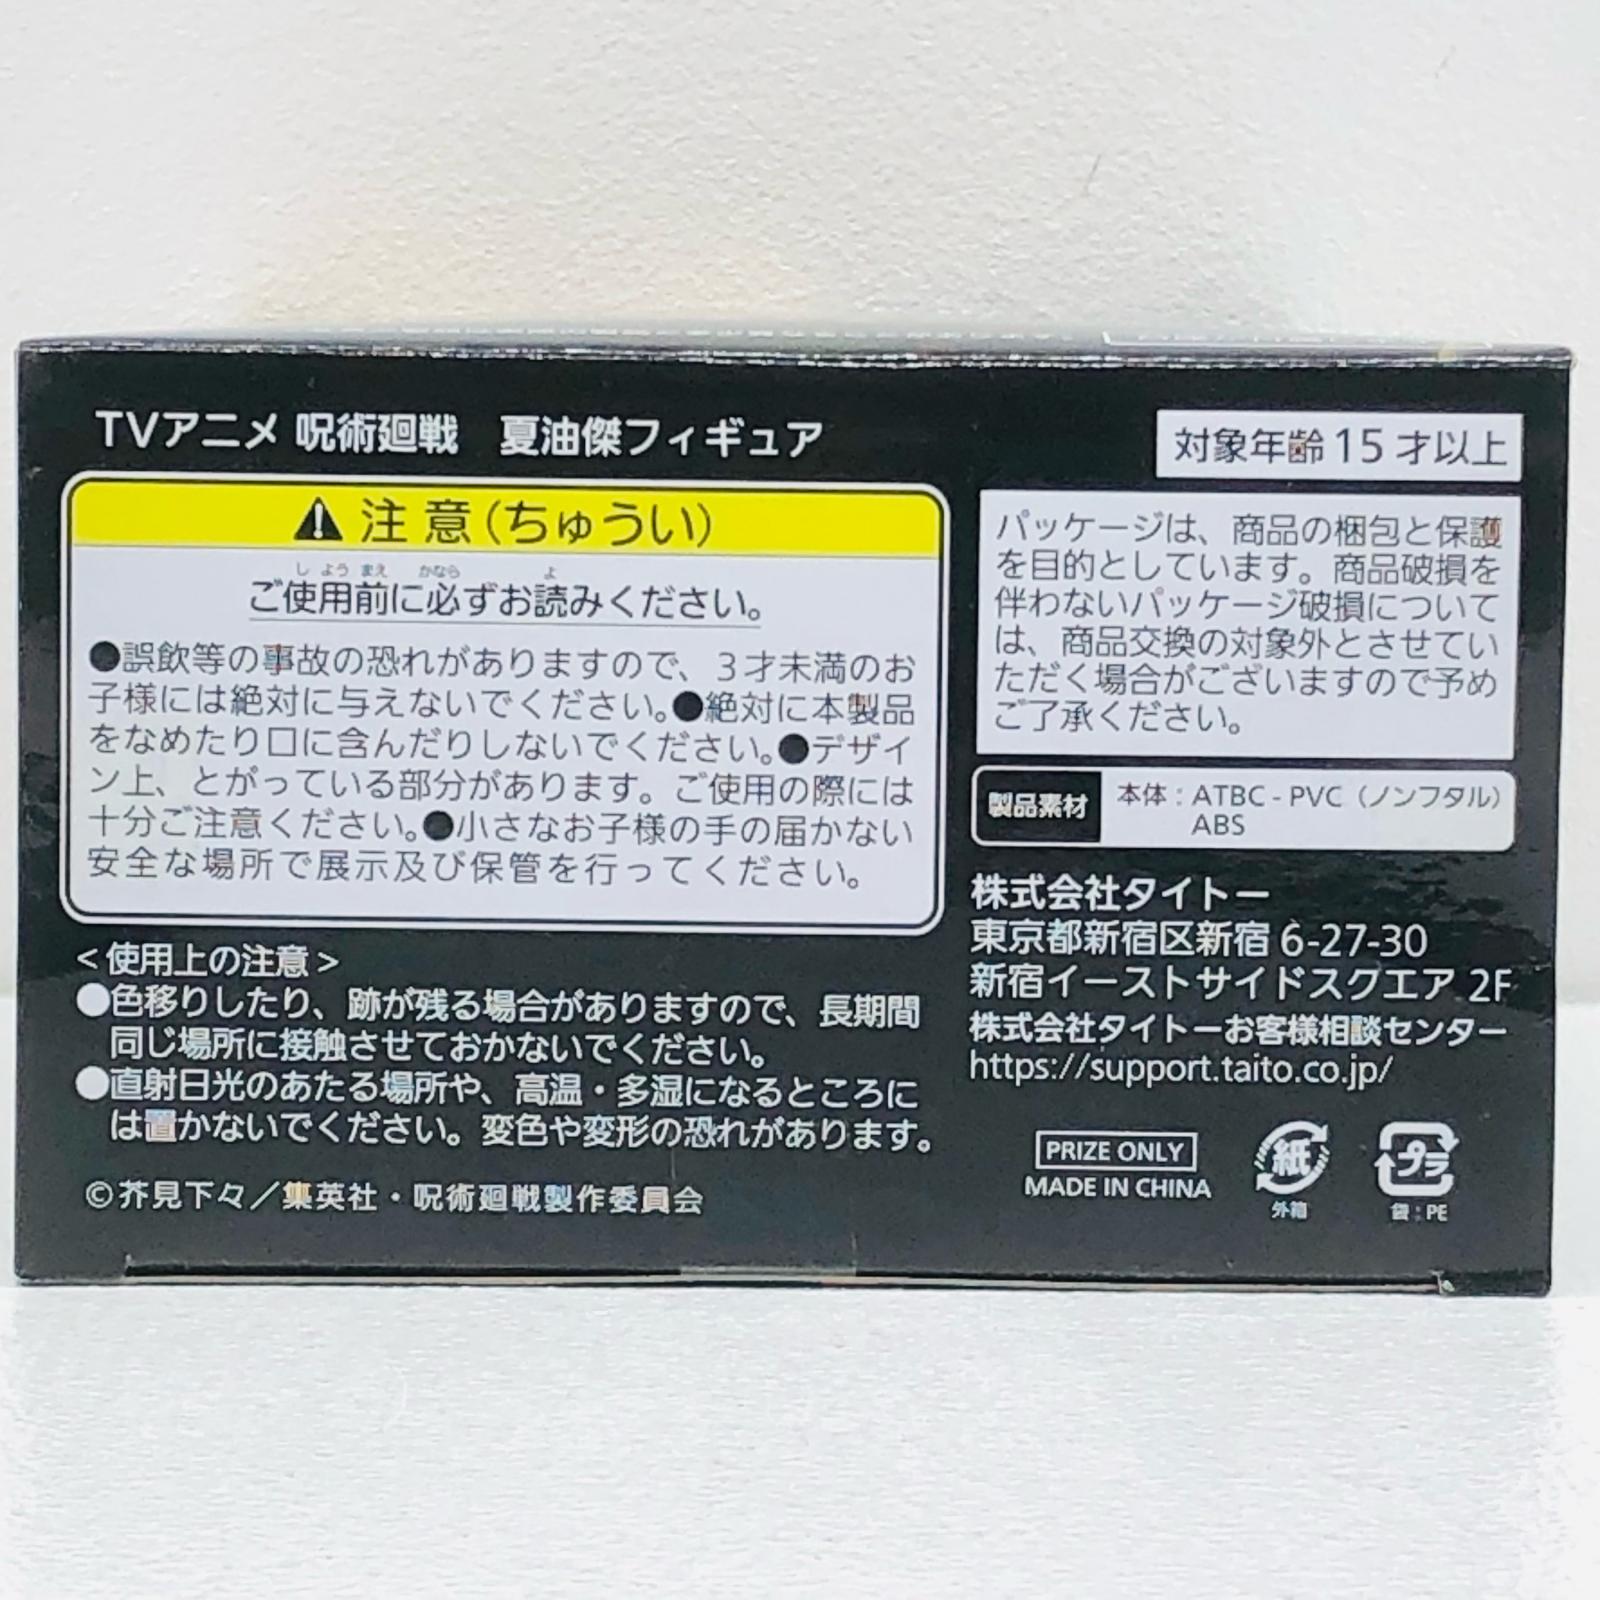 TVアニメ 呪術廻戦　夏油傑フィギュア
注意(ちゅうい)
しようまえ かなら よ
ご使用前に必ずお読みください。
●誤飲等の事故の恐れがありますので、3才未満のお
子様には絶対に与えないでください。●絶対に本製品
をなめたり口に含んだりしないでください。●デザイ
ン上、とがっている部分があります。ご使用の際には
十分ご注意ください。●小さなお子様の手の届かない
安全な場所で展示及び保管を行ってください。
<使用上の注意>
●色移りしたり、跡が残る場合がありますので、長期間
同じ場所に接触させておかないでください。
●直射日光のあたる場所や、高温・多湿になるところに
は置かないでください。変色や変形の恐れがあります。
©芥見下々／集英社・呪術廻戦製作委員会
対象年齢 15 才以上
パッケージは、商品の梱包と保護
を目的としています。商品破損を
伴わないパッケージ破損について
は、商品交換の対象外とさせてい
ただく場合がございますので予め
ご了承ください。
製品素材
本体：ATBC-PVC（ノンフタル）
ABS
株式会社タイトー
東京都新宿区新宿 6-27-30
新宿イーストサイドスクエア 2F
株式会社タイトーお客様相談センター
https://support.taito.co.jp/
PRIZE ONLY
MADE IN CHINA
紙
外箱
プラ
袋：PE